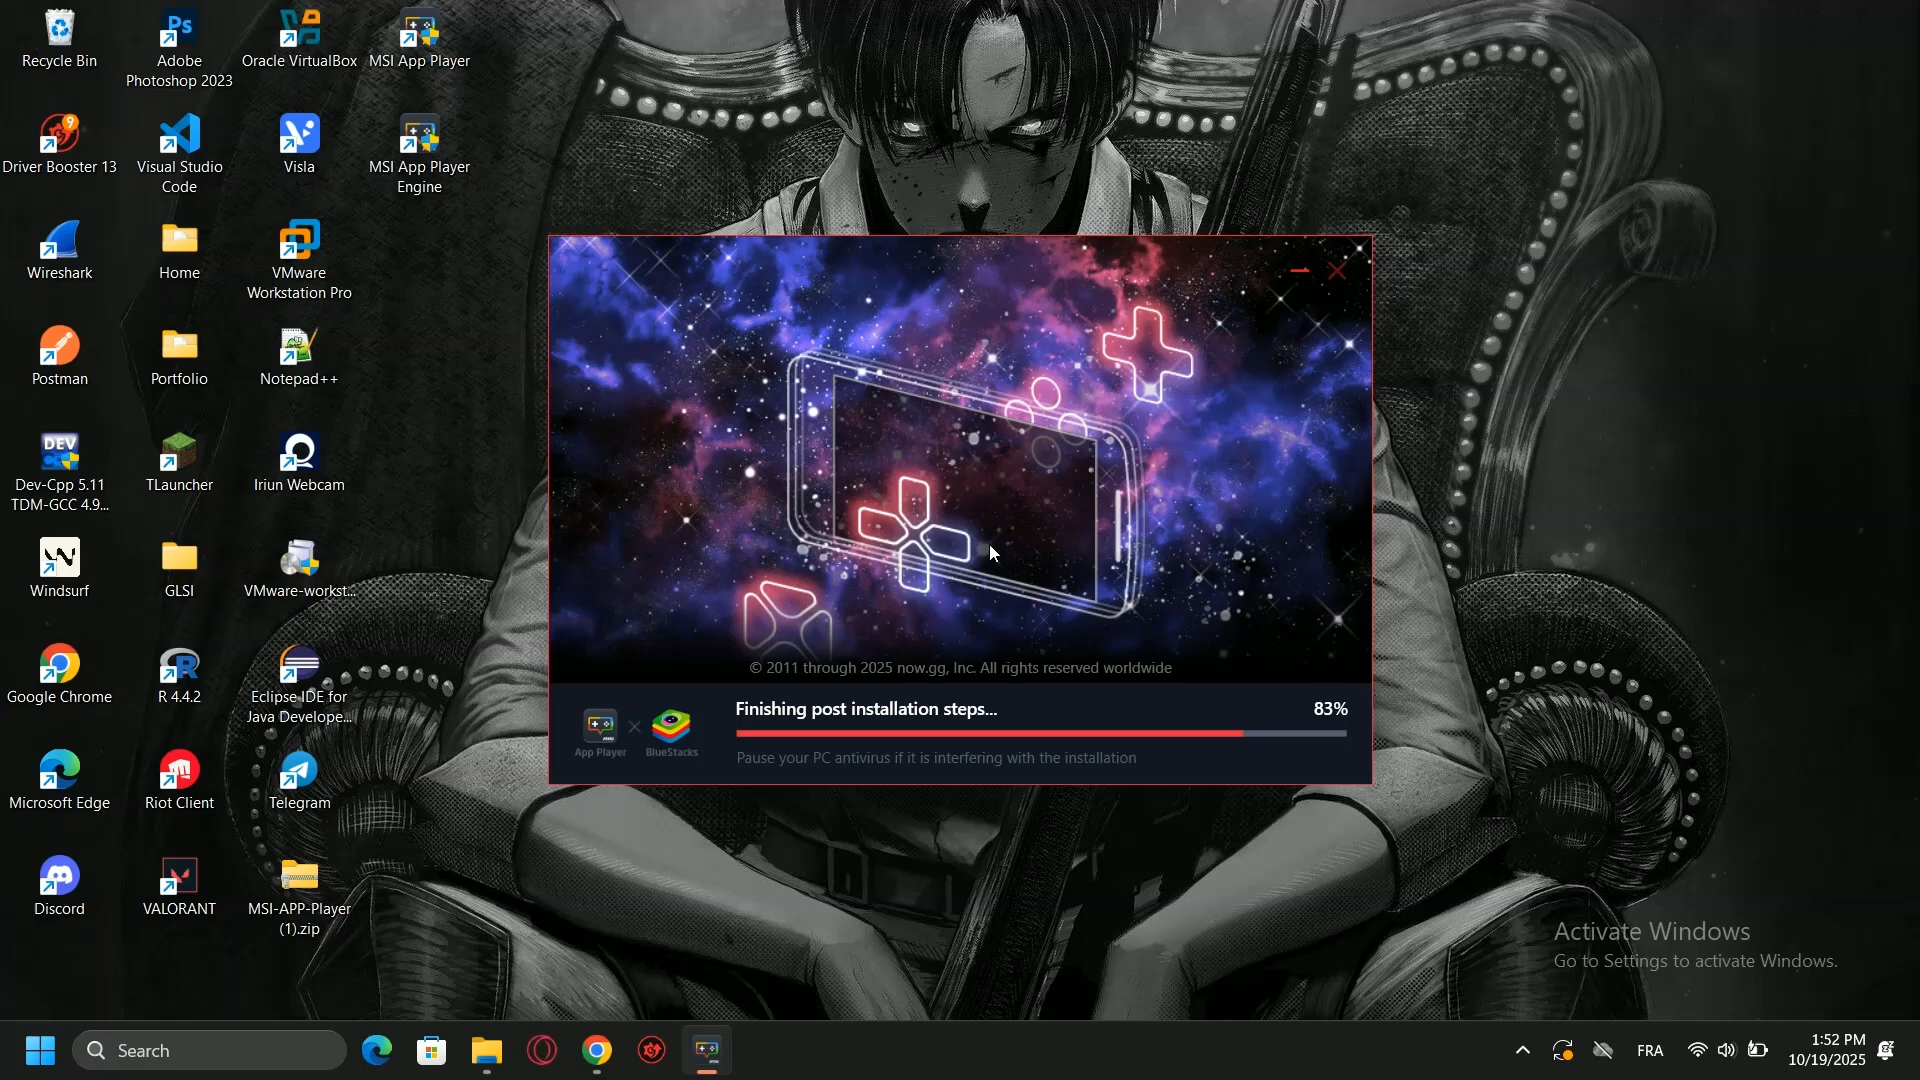 Recycle Bin
Adobe
Photoshop 2023
Oracle VirtualBox
MSI App Player
Driver Booster 13
Visual Studio
Code
Visla
MSI App Player
Engine
Wireshark
Home
VMware
Workstation Pro
Postman
Portfolio
Notepad++
DEV
Dev-Cpp 5.11
TDM-GCC 4.9...
TLauncher
Iriun Webcam
Windsurf
GLSI
VMware-workst...
Google Chrome
R 4.4.2
Eclipse IDE for
Java Develope...
Microsoft Edge
Riot Client
Telegram
Discord
VALORANT
MSI-APP-Player
(1).zip
Ps
9
© 2011 through 2025 now.gg, Inc. All rights reserved worldwide
Finishing post installation steps...
83%
App Player
BlueStacks
Pause your PC antivirus if it is interfering with the installation
Activate Windows
Go to Settings to activate Windows.
Search
FRA
1:52 PM
10/19/2025